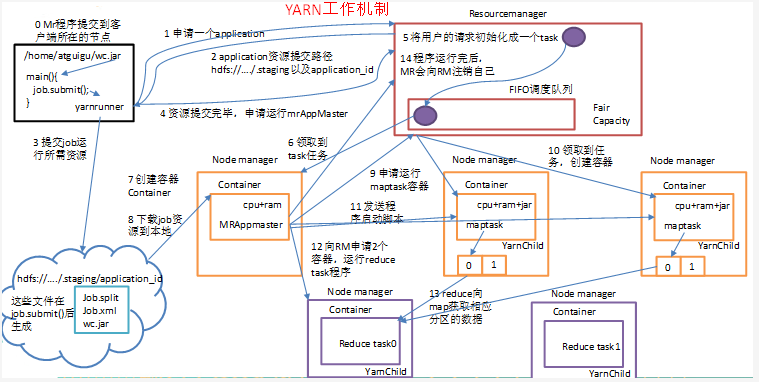 YARN工作机制
0 Mr程序提交到客
户端所在的节点
/home/atguigu/wc.jar
main(){
job.submit();
}
yarnrunner
1 申请一个application
2 application资源提交路径
hdfs://…./.staging以及application_id
4 资源提交完毕，申请运行mrAppMaster
Resourcemanager
5 将用户的请求初始化成一个task
14 程序运行完后，
MR会向RM注销自己
FIFO调度队列
Fair
Capacity
3 提交job运
行所需资源
6 领取到
task任务
7 创建容器
Container
8 下载job资
源到本地
Node manager
Container
cpu+ram
MRAppmaster
9 申请运行
maptask容器
11 发送程
序启动脚本
12 向RM申请2个
容器，运行reduce
task程序
Node manager
Container
cpu+ram+jar
maptask
YarnChild
0
1
10 领取到任
务，创建容器
Node manager
Container
cpu+ram+jar
maptask
YarnChild
0
1
hdfs://…./.staging/application_id
这些文件在
job.submit()后
生成
Job.split
Job.xml
wc.jar
Node manager
Container
Reduce task0
YarnChild
13 reduce向
map获取相应
分区的数据
Node manager
Container
Reduce task1
YarnChild